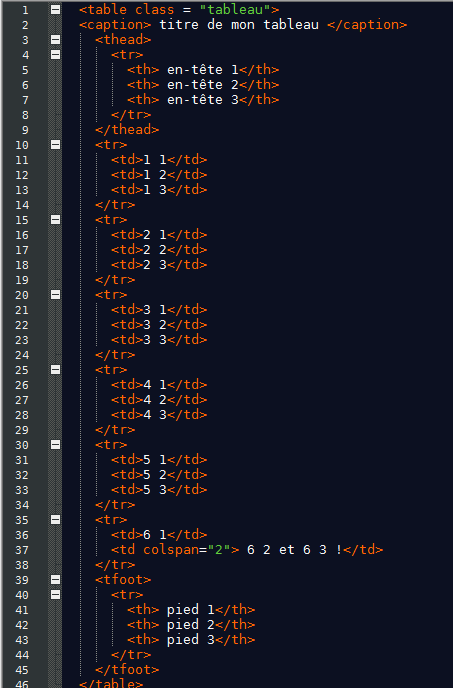 1 <table class = "tableau">
2 <caption> titre de mon tableau </caption>
3 <thead>
4 <tr>
5 <th> en-tête 1</th>
6 <th> en-tête 2</th>
7 <th> en-tête 3</th>
8 </tr>
9 </thead>
10 <tr>
11 <td>1 1</td>
12 <td>1 2</td>
13 <td>1 3</td>
14 </tr>
15 <tr>
16 <td>2 1</td>
17 <td>2 2</td>
18 <td>2 3</td>
19 </tr>
20 <tr>
21 <td>3 1</td>
22 <td>3 2</td>
23 <td>3 3</td>
24 </tr>
25 <tr>
26 <td>4 1</td>
27 <td>4 2</td>
28 <td>4 3</td>
29 </tr>
30 <tr>
31 <td>5 1</td>
32 <td>5 2</td>
33 <td>5 3</td>
34 </tr>
35 <tr>
36 <td>6 1</td>
37 <td colspan="2"> 6 2 et 6 3 !</td>
38 </tr>
39 <tfoot>
40 <tr>
41 <th> pied 1</th>
42 <th> pied 2</th>
43 <th> pied 3</th>
44 </tr>
45 </tfoot>
46 </table>